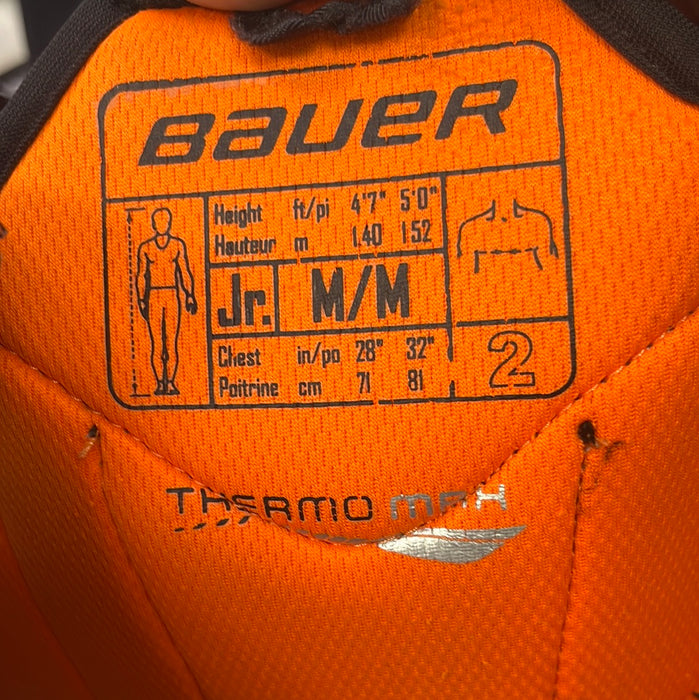 BAUER
Height ft/pi 4'7" 5'0"
Hauteur m 1.40 1.52
Jr. M/M
Chest in/po 28" 32"
Poitrine cm 71 81
2
THERMO MAX